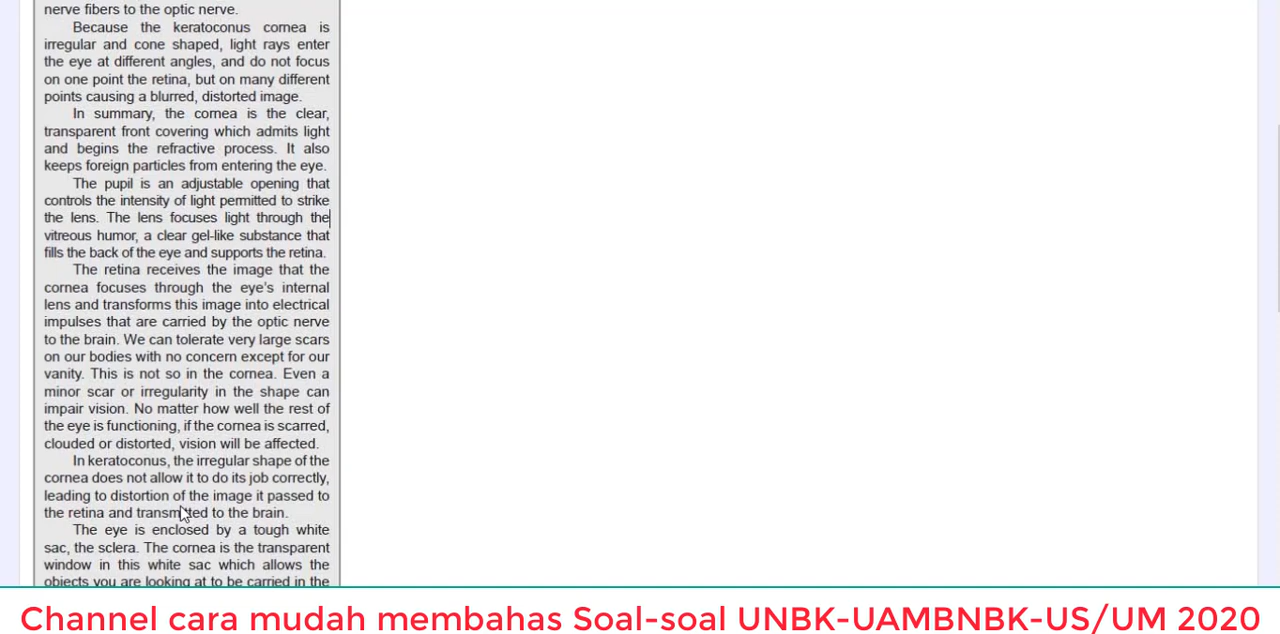 nerve fibers to the optic nerve.
Because the keratoconus cornea is
irregular and cone shaped, light rays enter
the eye at different angles, and do not focus
on one point the retina, but on many different
points causing a blurred, distorted image.
In summary, the cornea is the clear,
transparent front covering which admits light
and begins the refractive process. It also
keeps foreign particles from entering the eye.
The pupil is an adjustable opening that
controls the intensity of light permitted to strike
the lens. The lens focuses light through the
vitreous humor, a clear gel-like substance that
fills the back of the eye and supports the retina.
The retina receives the image that the
cornea focuses through the eye's internal
lens and transforms this image into electrical
impulses that are carried by the optic nerve
to the brain. We can tolerate very large scars
on our bodies with no concern except for our
vanity. This is not so in the cornea. Even a
minor scar or irregularity in the shape can
impair vision. No matter how well the rest of
the eye is functioning, if the cornea is scarred,
clouded or distorted, vision will be affected.
In keratoconus, the irregular shape of the
cornea does not allow it to do its job correctly,
leading to distortion of the image it passed to
the retina and transmitted to the brain.
The eye is enclosed by a tough white
sac, the sclera. The cornea is the transparent
window in this white sac which allows the
objects you are looking at to be carried in the
Channel cara mudah membahas Soal-soal UNBK-UAMBNBK-US/UM 2020